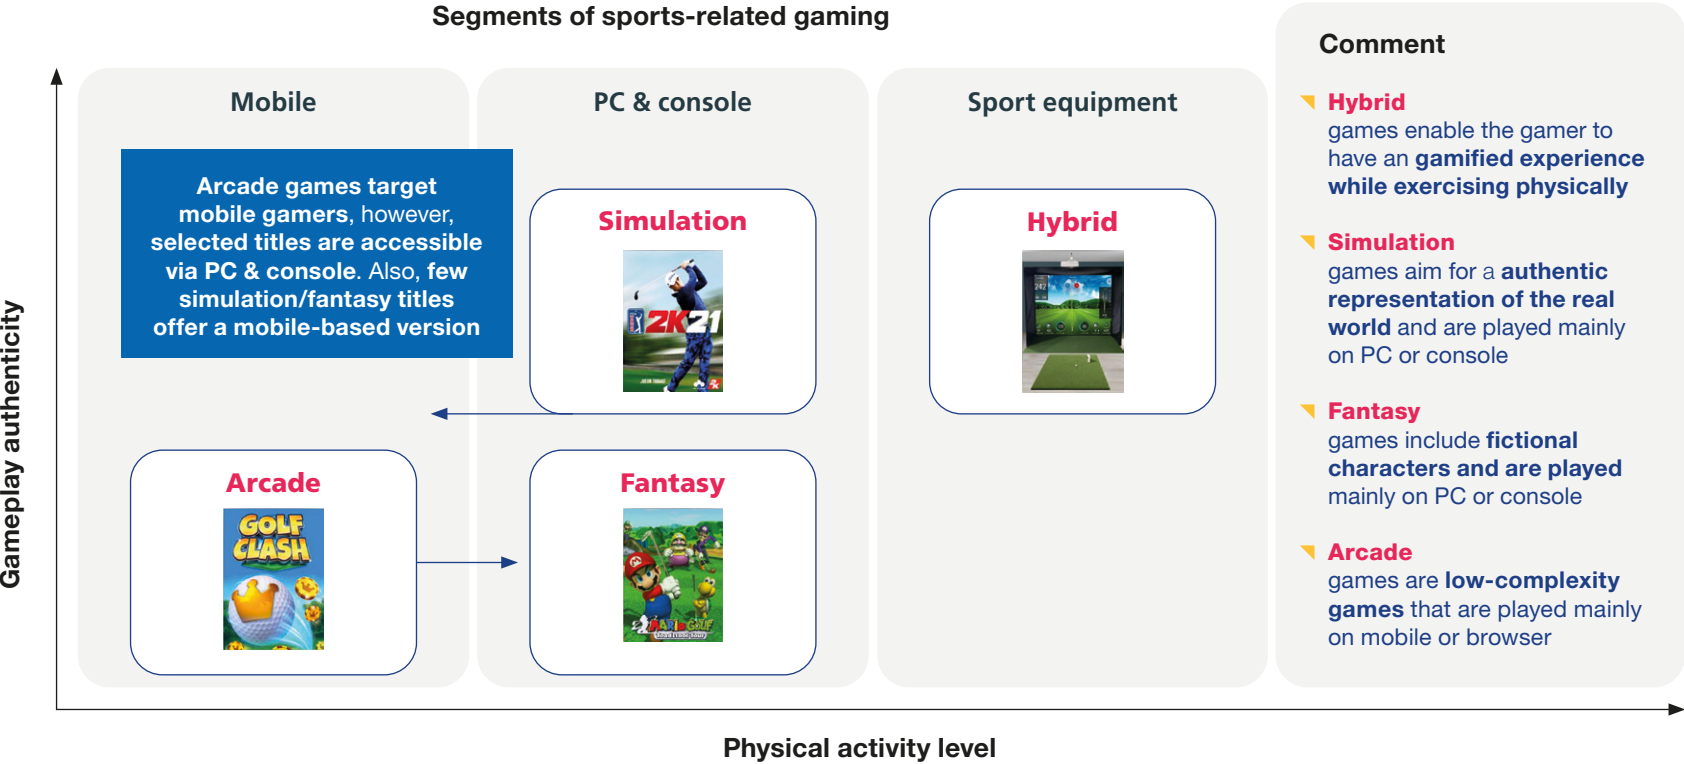 Segments of sports-related gaming
Gameplay authenticity
Mobile
Arcade games target
mobile gamers, however,
selected titles are accessible
via PC & console. Also, few
simulation/fantasy titles
offer a mobile-based version
Arcade
GOLF
CLASH
PC & console
Simulation
2K21
Fantasy
MARIO GOLF
Sport equipment
Hybrid
242
Physical activity level
Comment
Hybrid
games enable the gamer to
have an gamified experience
while exercising physically
Simulation
games aim for a authentic
representation of the real
world and are played mainly
on PC or console
Fantasy
games include fictional
characters and are played
mainly on PC or console
Arcade
games are low-complexity
games that are played mainly
on mobile or browser